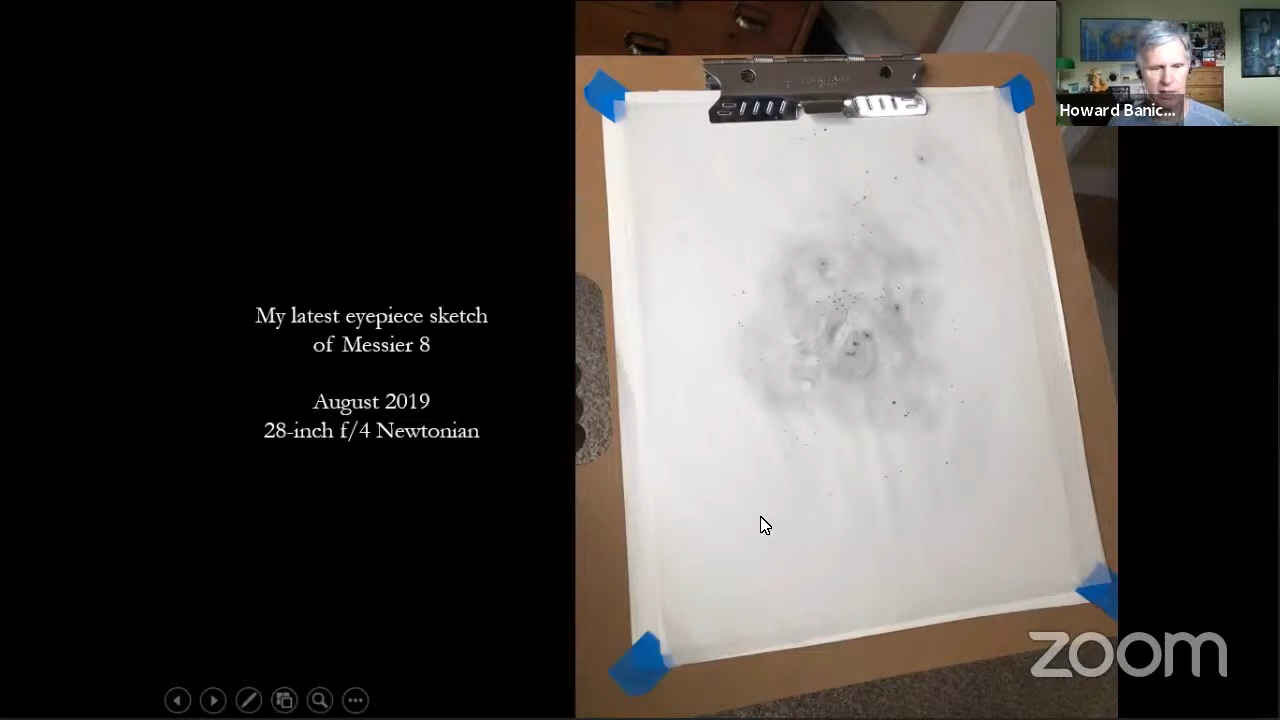 My latest eyepiece sketch
of Messier 8
August 2019
28-inch f/4 Newtonian
Howard Banic...
zoom